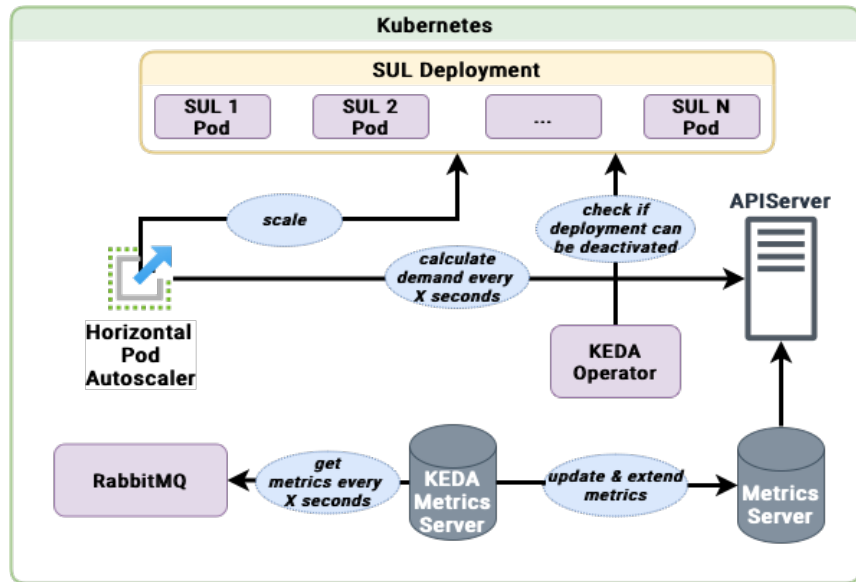 Kubernetes
SUL Deployment
SUL 1
Pod
SUL 2
Pod
...
SUL N
Pod
scale
check if
deployment can
be deactivated
APIServer
calculate
demand every
X seconds
Horizontal
Pod
Autoscaler
KEDA
Operator
RabbitMQ
get
metrics every
X seconds
KEDA
Metrics
Server
update & extend
metrics
Metrics
Server